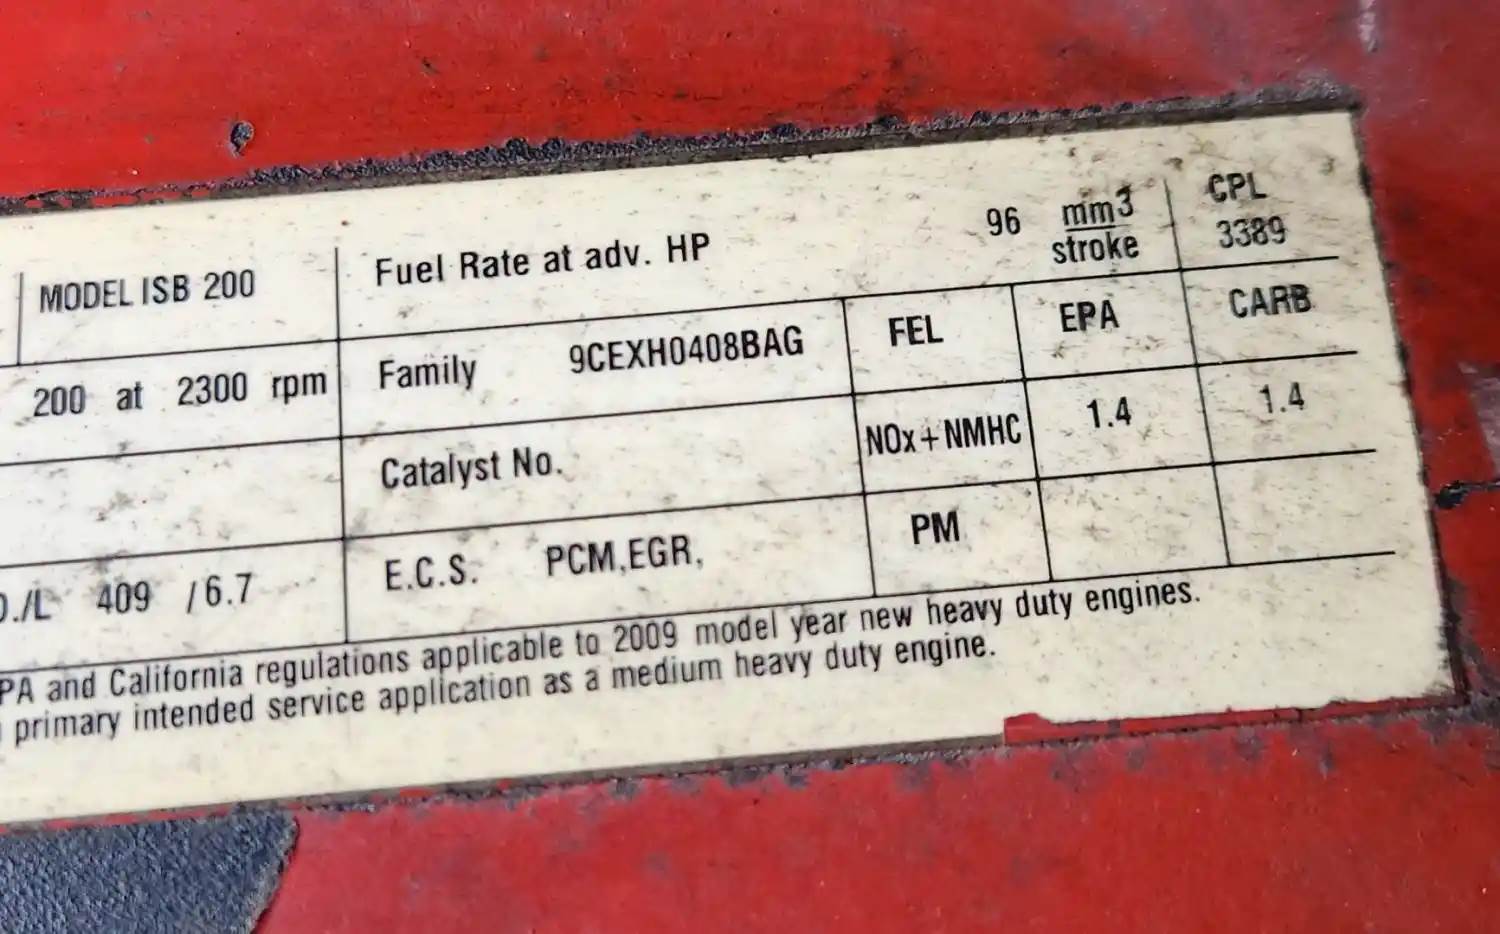 MODEL ISB 200
Fuel Rate at adv. HP 96 mm3
stroke
CPL
3389
200 at 2300 rpm
Family 9CEXH0408BAG
FEL EPA CARB
Catalyst No.
NOx+NMHC 1.4 1.4
./L 409 /6.7
E.C.S. PCM,EGR,
PM
PA and California regulations applicable to 2009 model year new heavy duty engines.
primary intended service application as a medium heavy duty engine.